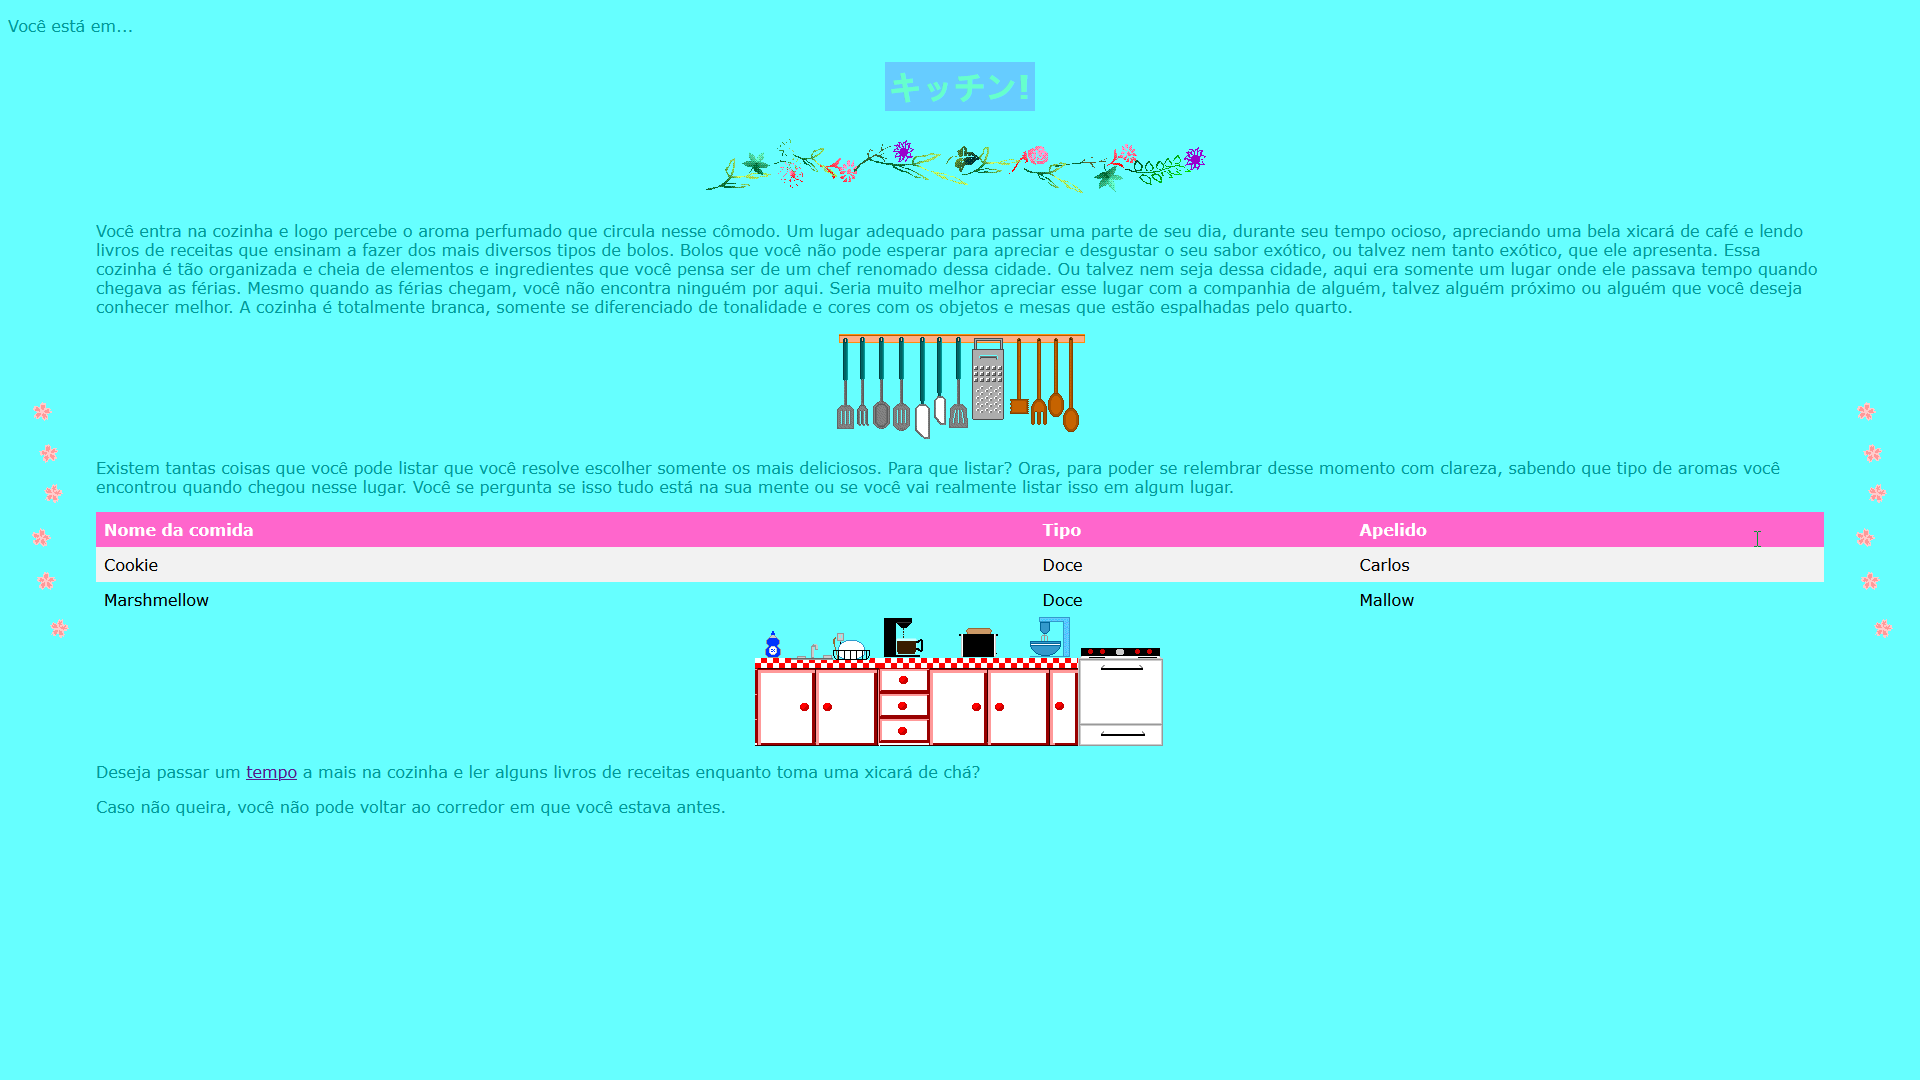 Você está em...
キッチン!
Você entra na cozinha e logo percebe o aroma perfumado que circula nesse cômodo. Um lugar adequado para passar uma parte de seu dia, durante seu tempo ocioso, apreciando uma bela xicará de café e lendo
livros de receitas que ensinam a fazer dos mais diversos tipos de bolos. Bolos que você não pode esperar para apreciar e desgustar o seu sabor exótico, ou talvez nem tanto exótico, que ele apresenta. Essa
cozinha é tão organizada e cheia de elementos e ingredientes que você pensa ser de um chef renomado dessa cidade. Ou talvez nem seja dessa cidade, aqui era somente um lugar onde ele passava tempo quando
chegava as férias. Mesmo quando as férias chegam, você não encontra ninguém por aqui. Seria muito melhor apreciar esse lugar com a companhia de alguém, talvez alguém próximo ou alguém que você deseja
conhecer melhor. A cozinha é totalmente branca, somente se diferenciado de tonalidade e cores com os objetos e mesas que estão espalhadas pelo quarto.
Existem tantas coisas que você pode listar que você resolve escolher somente os mais deliciosos. Para que listar? Oras, para poder se relembrar desse momento com clareza, sabendo que tipo de aromas você
encontrou quando chegou nesse lugar. Você se pergunta se isso tudo está na sua mente ou se você vai realmente listar isso em algum lugar.
Nome da comida Tipo Apelido
Cookie Doce Carlos
Marshmellow Doce Mallow
Deseja passar um tempo a mais na cozinha e ler alguns livros de receitas enquanto toma uma xicará de chá?
Caso não queira, você não pode voltar ao corredor em que você estava antes.